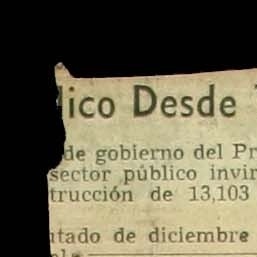 lico Desde
de gobierno del Pr
sector público invir
trucción de 13,103
tado de diciembre